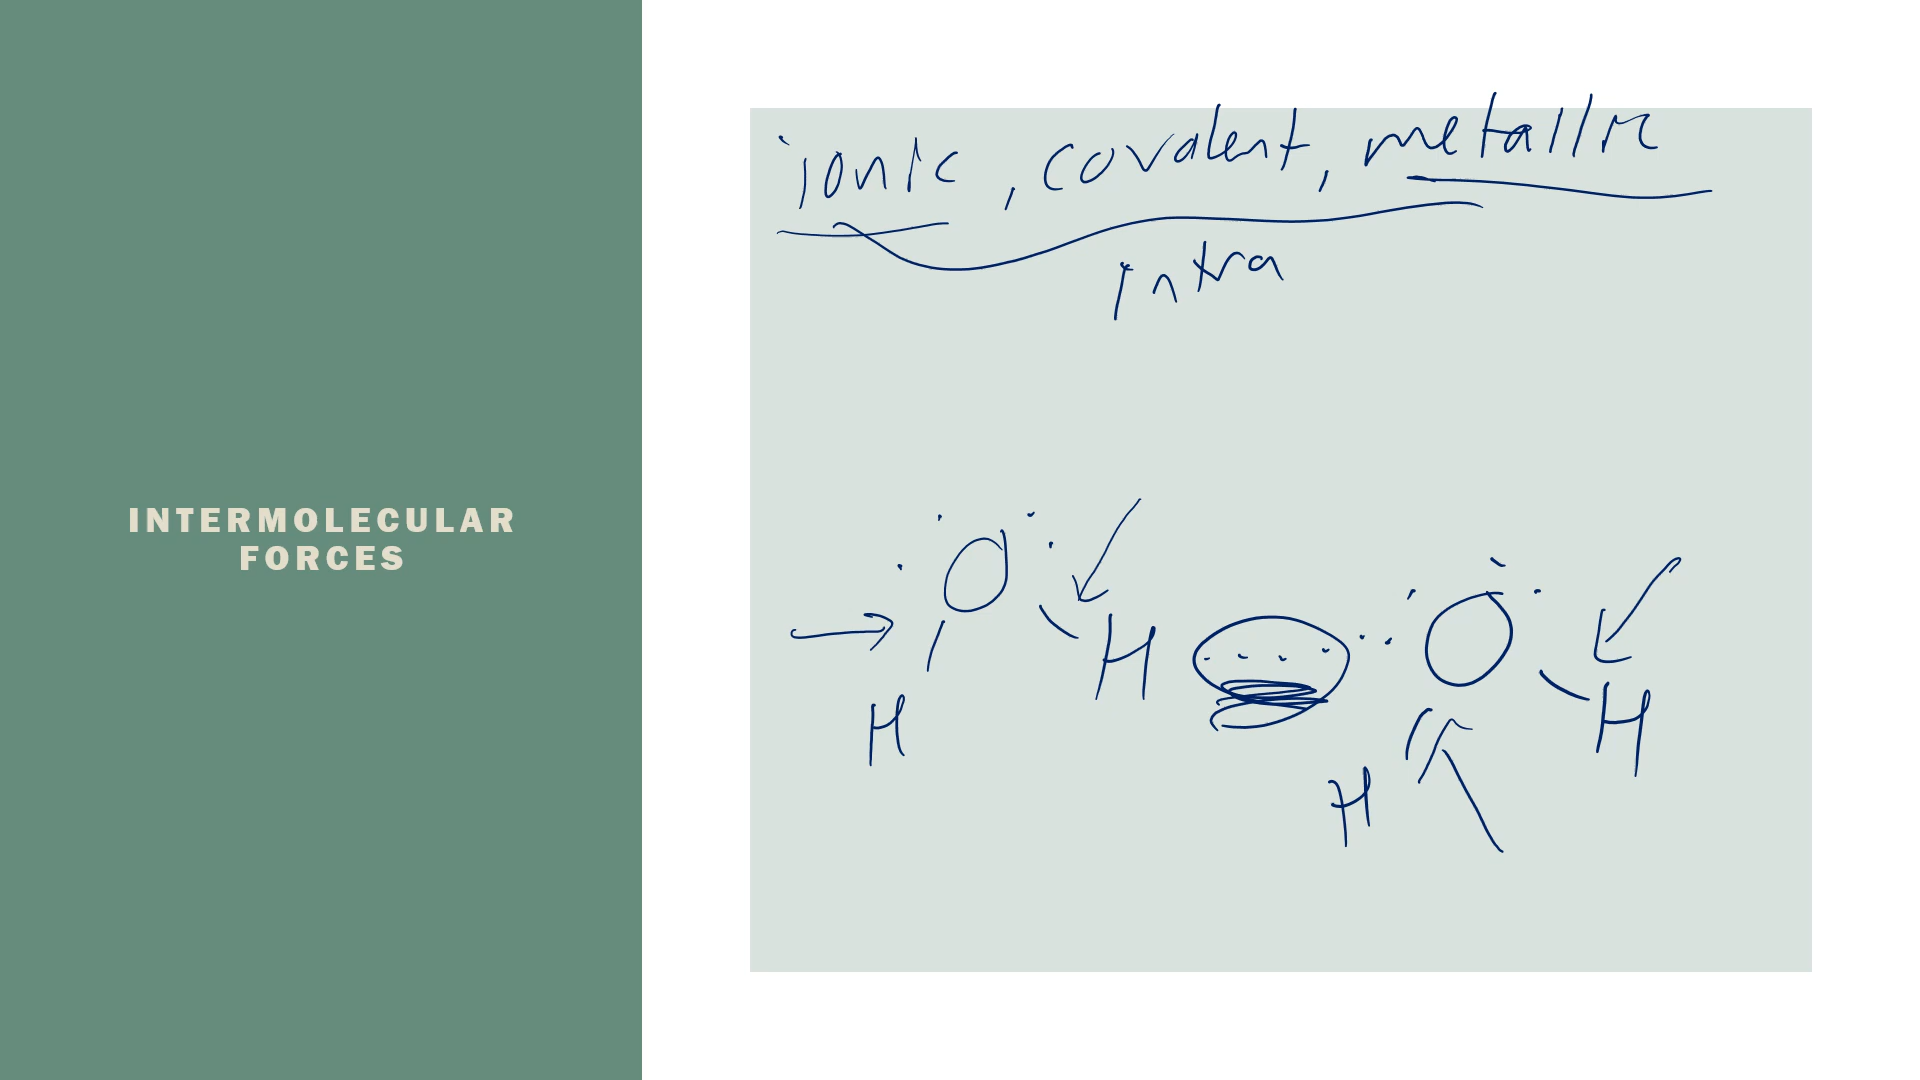 INTERMOLECULAR
FORCES
ionic, covalent, metallic
intra
O O
H H
H H